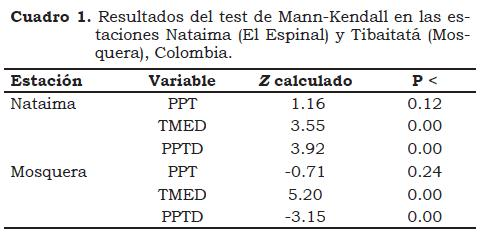 Cuadro 1. Resultados del test de Mann-Kendall en las es-
taciones Nataima (El Espinal) y Tibaitatá (Mos-
quera), Colombia.
Estación Variable Z calculado P <
Nataima PPT 1.16 0.12
TMED 3.55 0.00
PPTD 3.92 0.00
Mosquera PPT -0.71 0.24
TMED 5.20 0.00
PPTD -3.15 0.00